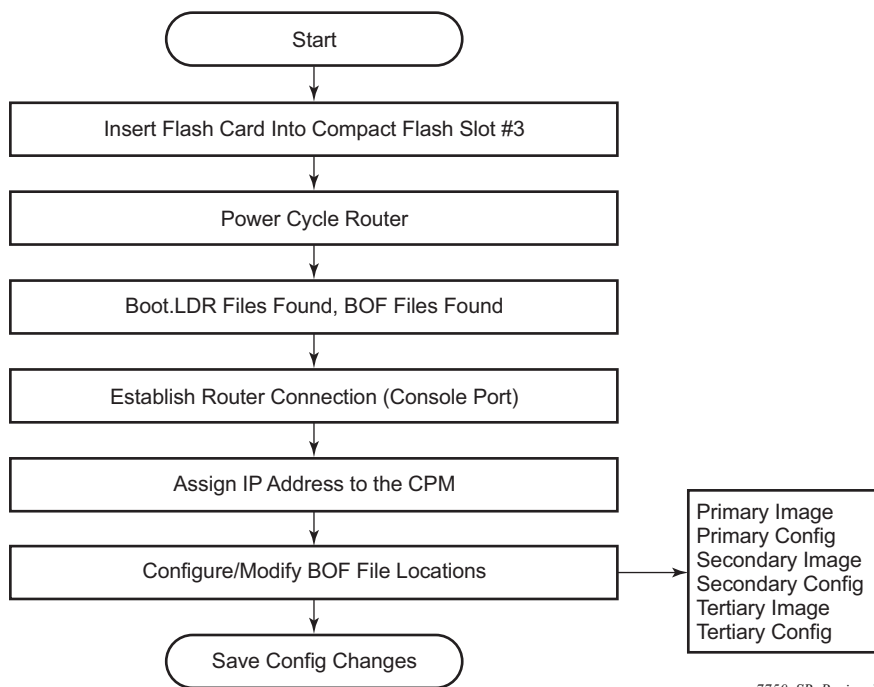 Start
Insert Flash Card Into Compact Flash Slot #3
Power Cycle Router
Boot.LDR Files Found, BOF Files Found
Establish Router Connection (Console Port)
Assign IP Address to the CPM
Configure/Modify BOF File Locations
Primary Image
Primary Config
Secondary Image
Secondary Config
Tertiary Image
Tertiary Config
Save Config Changes